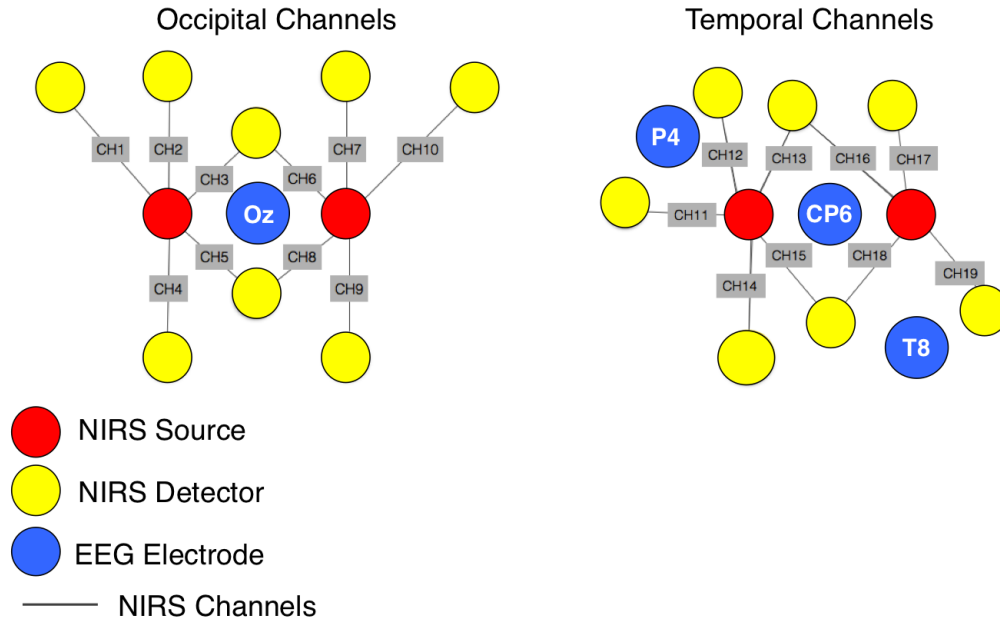 Occipital Channels
CH1
CH2
CH3
CH6
CH7
CH10
Oz
CH5
CH8
CH4
CH9
Temporal Channels
P4
CH12
CH13
CH16
CH17
CH11
CP6
CH15
CH18
CH14
CH19
T8
NIRS Source
NIRS Detector
EEG Electrode
NIRS Channels